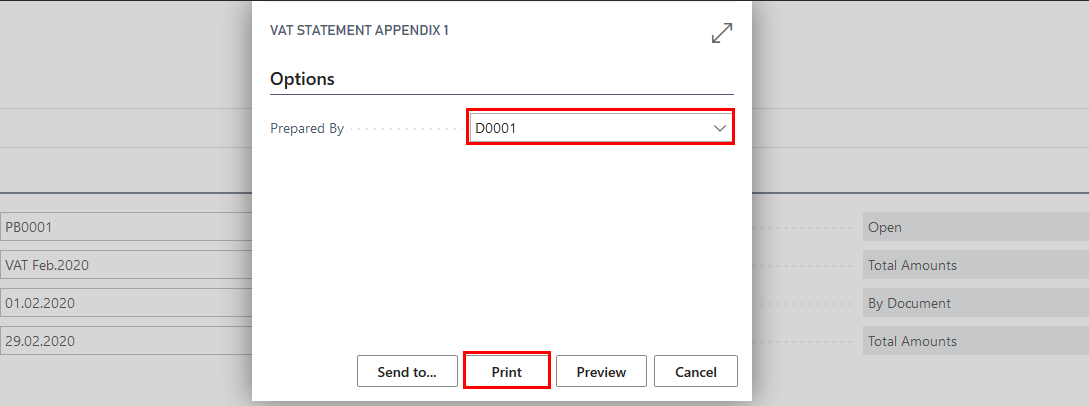 VAT STATEMENT APPENDIX 1
Options
Prepared By
D0001
PB0001
Open
VAT Feb.2020
Total Amounts
01.02.2020
By Document
29.02.2020
Total Amounts
Send to...
Print
Preview
Cancel